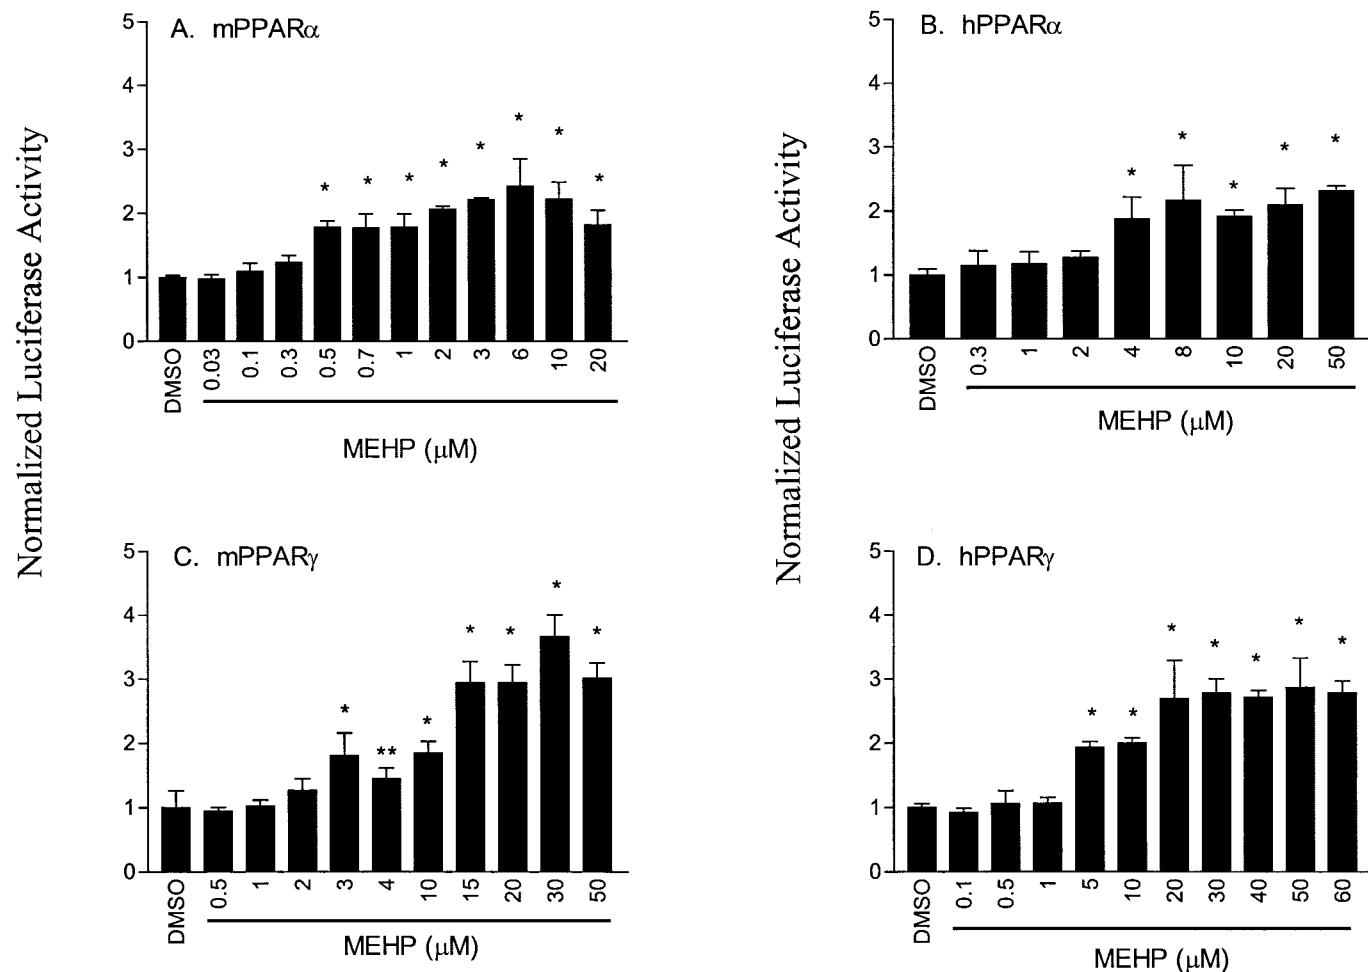 A. mPPARα
Normalized Luciferase Activity
5
4
3
2
1
0
* * * * * * * *
DMSO 0.03 0.1 0.3 0.5 0.7 1 2 3 6 10 20
MEHP (μM)
B. hPPARα
Normalized Luciferase Activity
5
4
3
2
1
0
* * * * *
DMSO 0.3 1 2 4 8 10 20 50
MEHP (μM)
C. mPPARγ
5
4
3
2
1
0
* ** * * * * *
DMSO 0.5 1 2 3 4 10 15 20 30 50
MEHP (μM)
D. hPPARγ
5
4
3
2
1
0
* * * * * * *
DMSO 0.1 0.5 1 5 10 20 30 40 50 60
MEHP (μM)